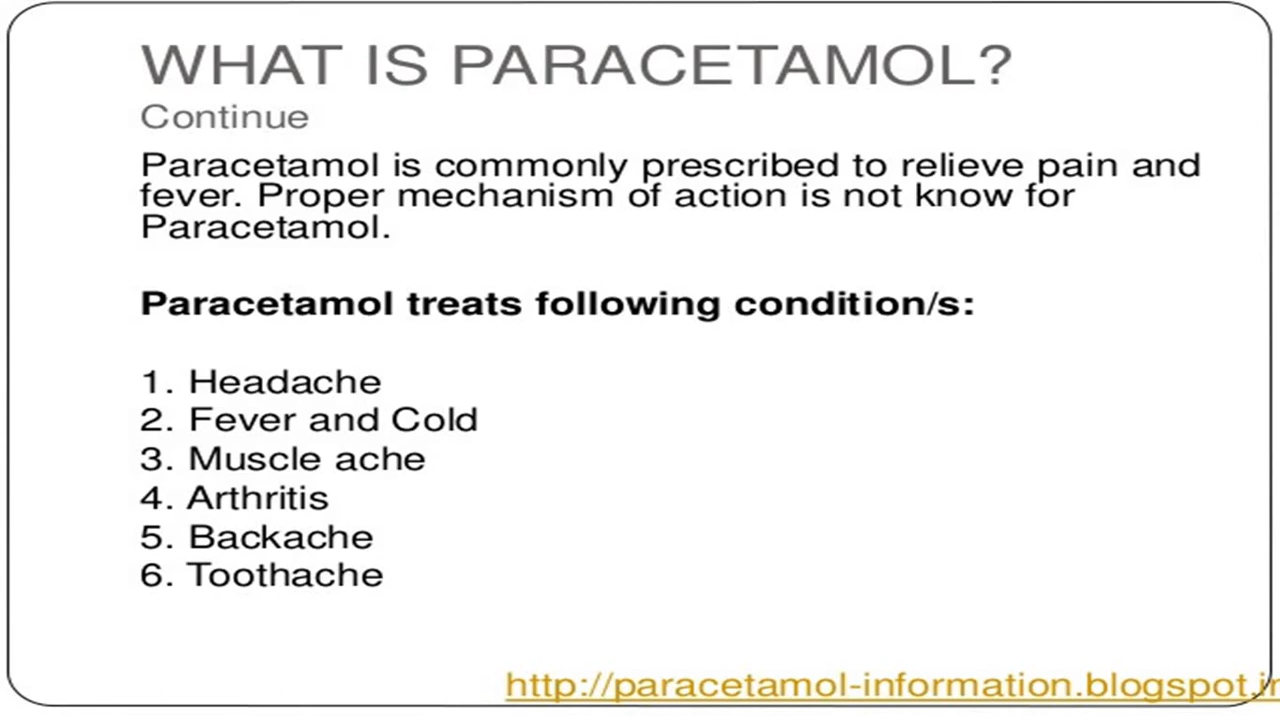 WHAT IS PARACETAMOL?
Continue
Paracetamol is commonly prescribed to relieve pain and
fever. Proper mechanism of action is not know for
Paracetamol.
Paracetamol treats following condition/s:
1. Headache
2. Fever and Cold
3. Muscle ache
4. Arthritis
5. Backache
6. Toothache
http://paracetamol-information.blogspot.in